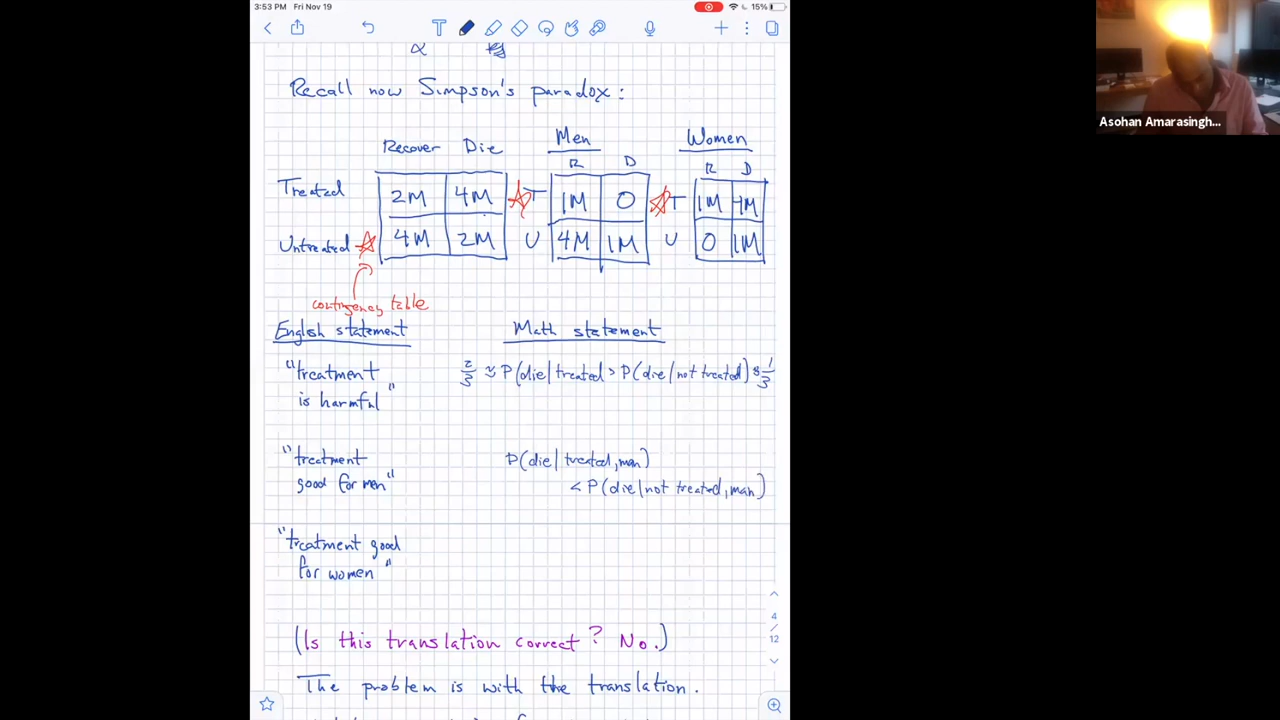 3:53 PM Fri Nov 19
15%
α
Recall now Simpson's paradox:
Men
Women
Recover Die
R D
R D
Treated 2M 4M T 1M 0 T 1M 4M
Untreated 4M 2M U 4M 1M U 0 1M
contingency table
English statement
Math statement
"treatment is harmful"
2/3 ≈ P(die|treated) > P(die|not treated) ≈ 1/3
"treatment
good for men"
P(die|treated, man)
< P(die|not treated, man)
"treatment good
for women"
(Is this translation correct? No.)
The problem is with the translation.
4
/
12
Asohan Amarasingh...